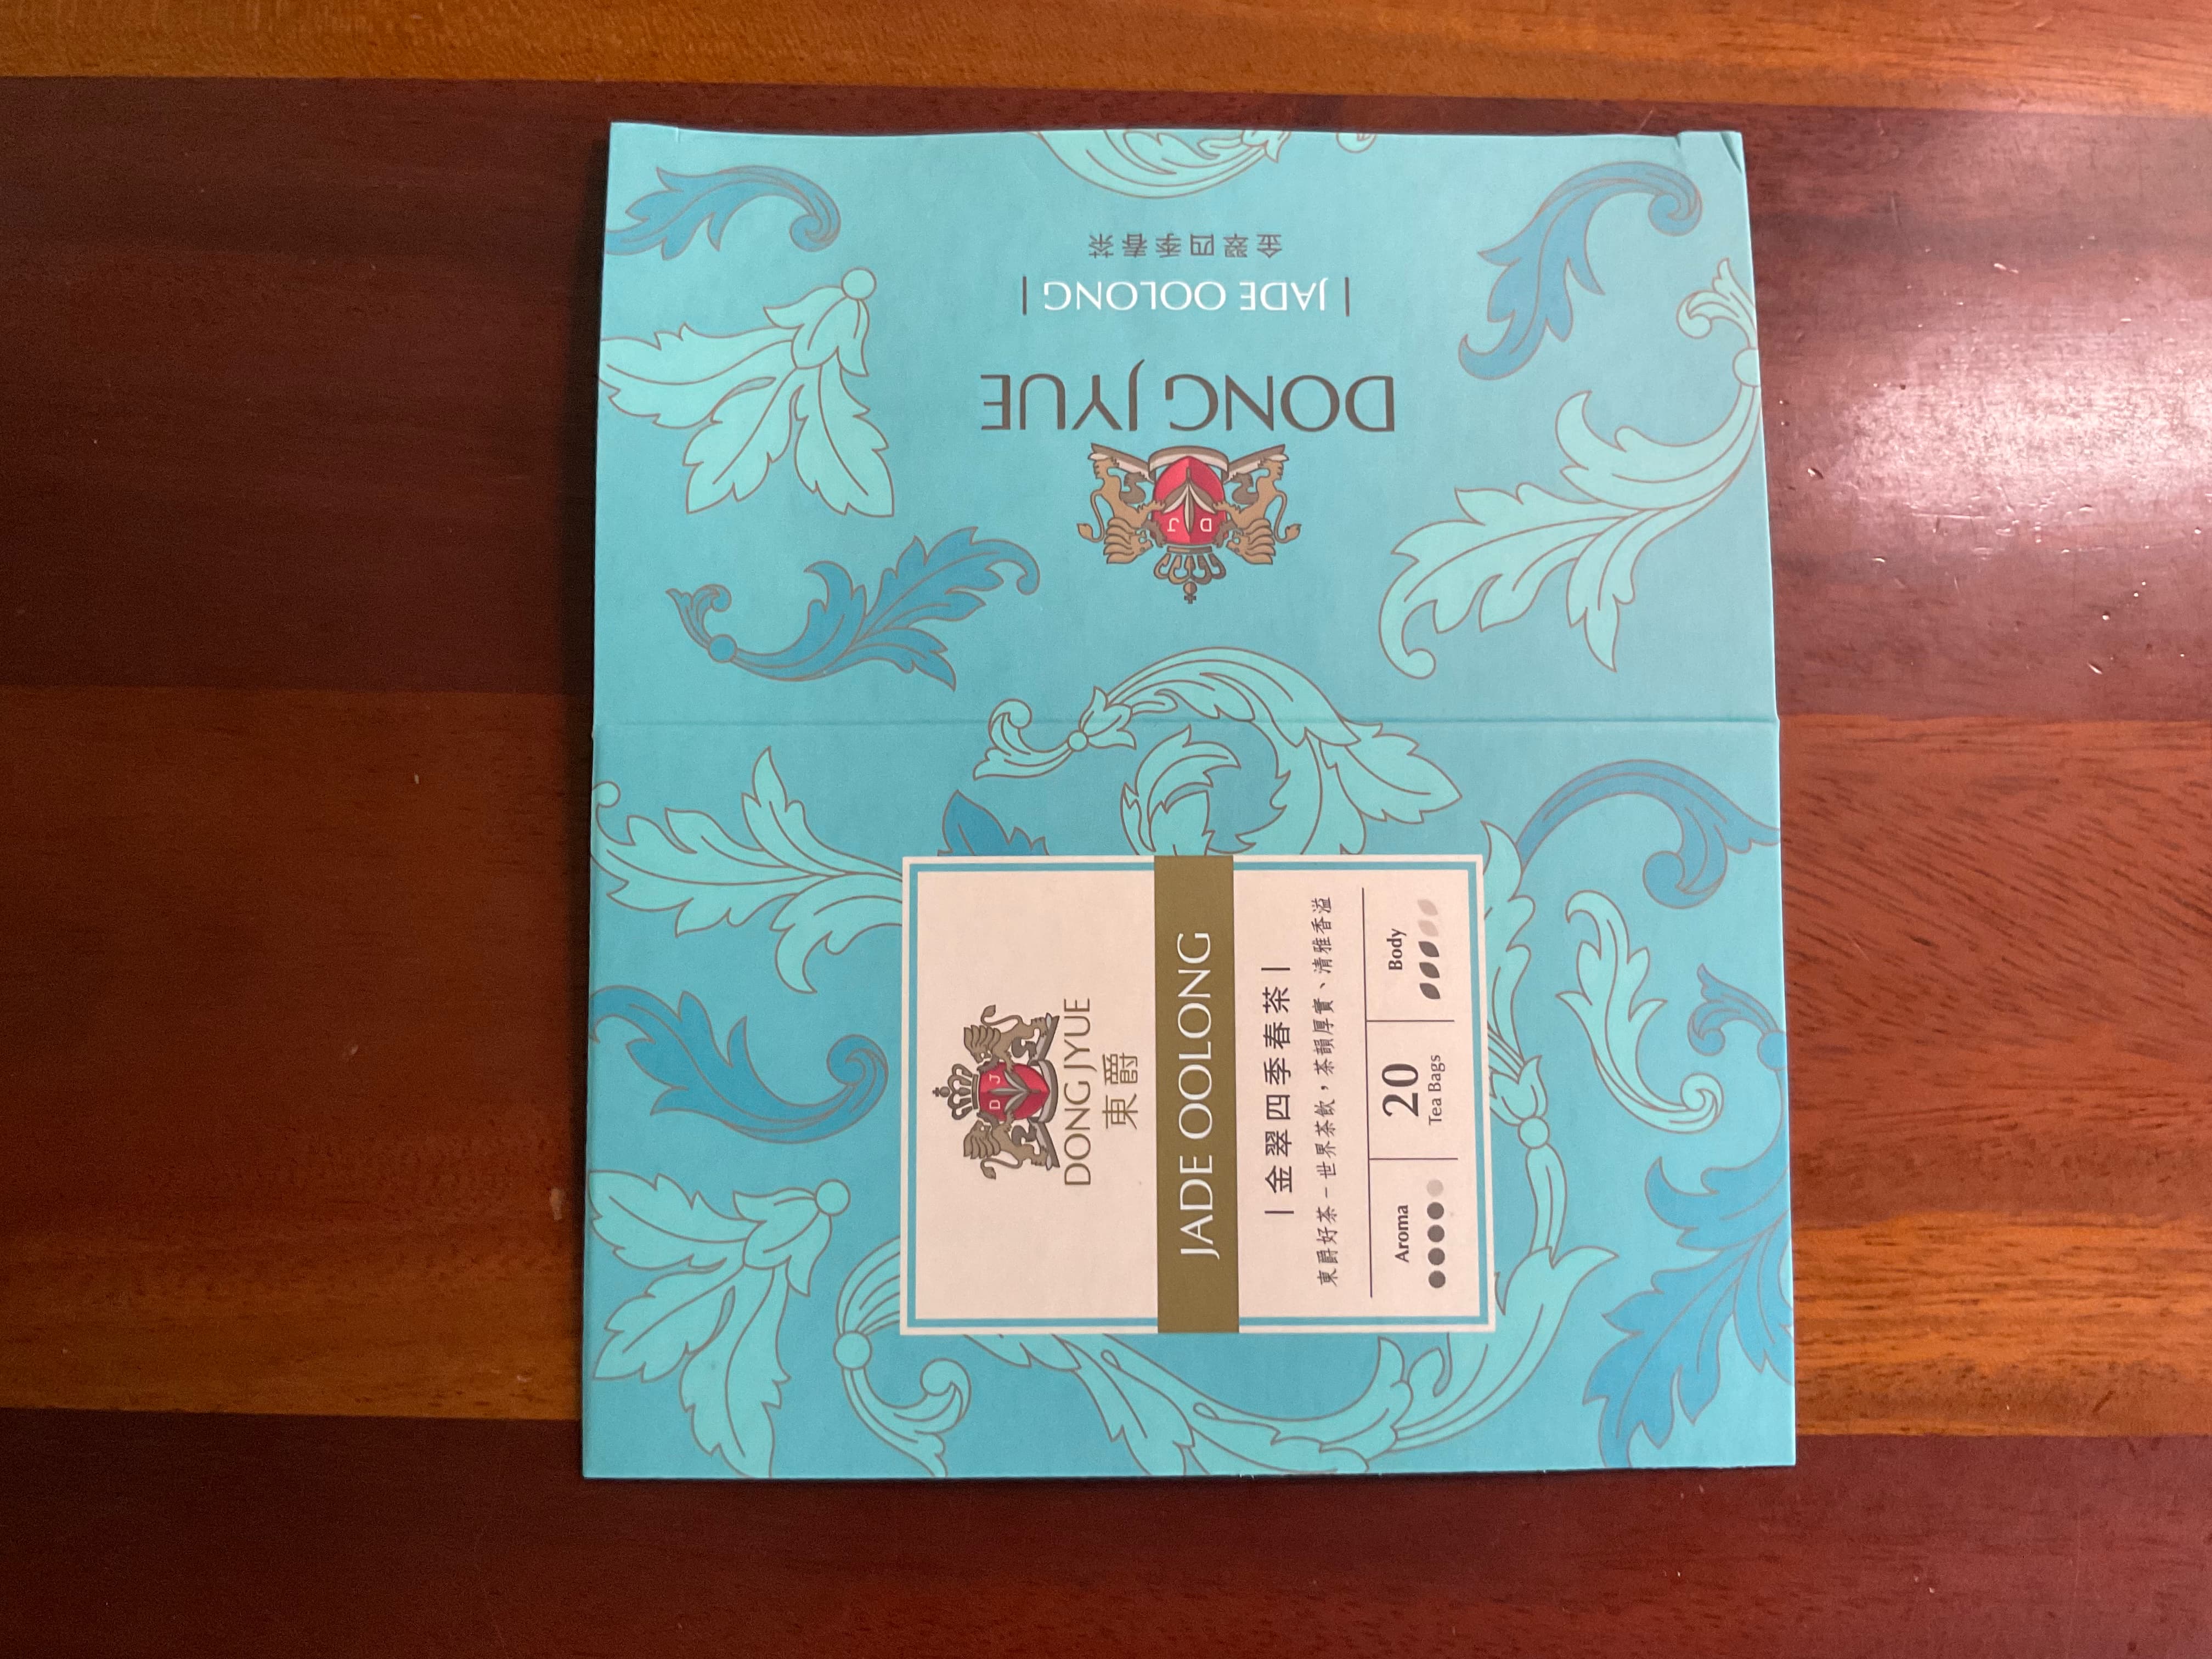 金翠四季春茶
| JADE OOLONG |
DONG JYUE
D J
D J
DONG JYUE
東爵
JADE OOLONG
| 金翠四季春茶 |
東爵好茶－世界茶飲，茶韻厚實、清雅香溢
Aroma
20
Tea Bags
Body